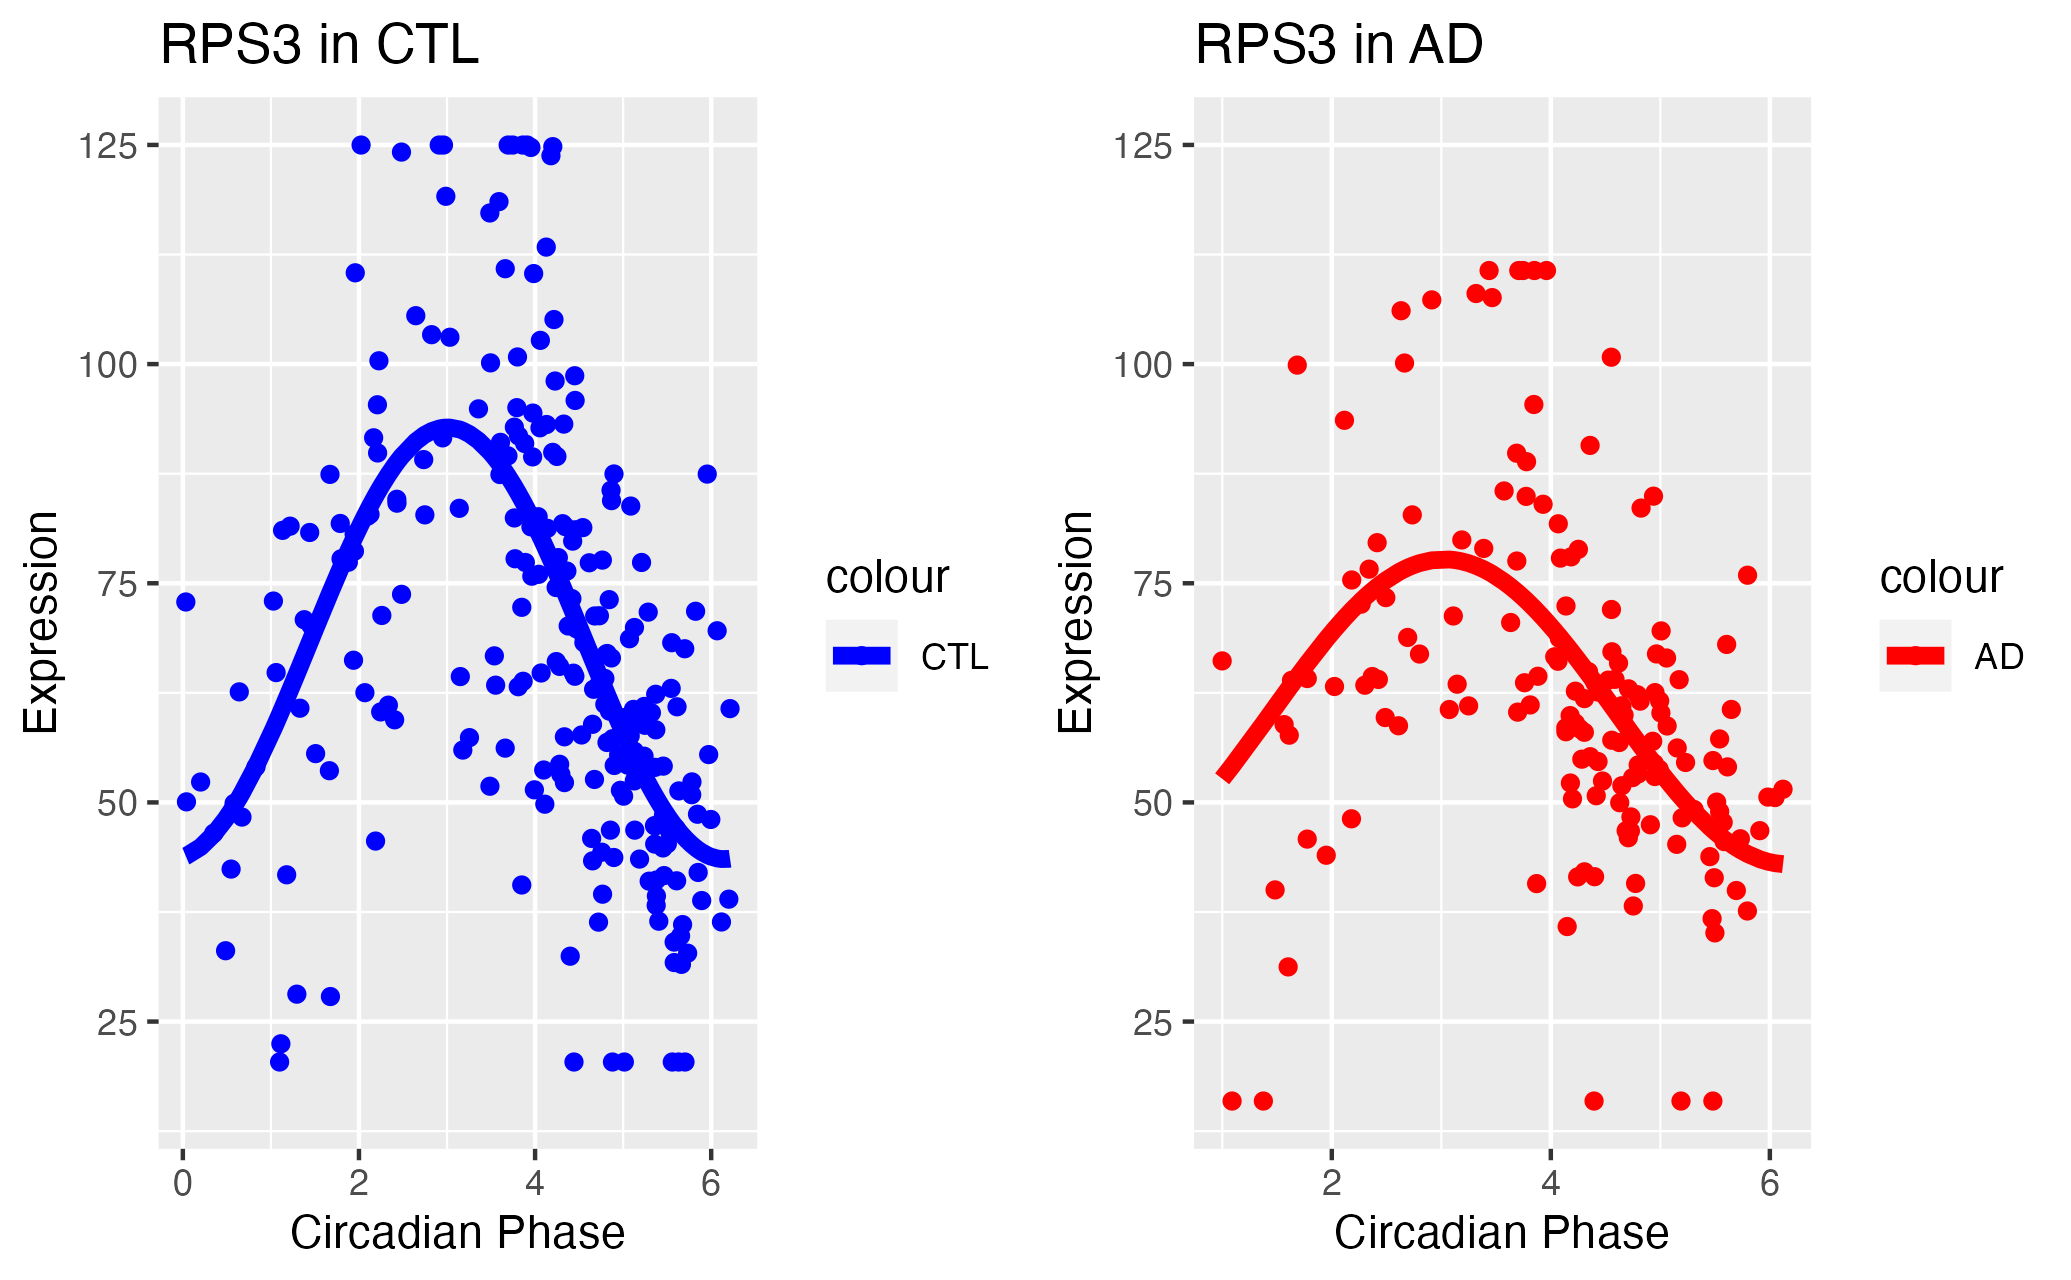 RPS3 in CTL
Expression
125
100
75
50
25
0 2 4 6
Circadian Phase
colour
CTL
RPS3 in AD
Expression
125
100
75
50
25
2 4 6
Circadian Phase
colour
AD